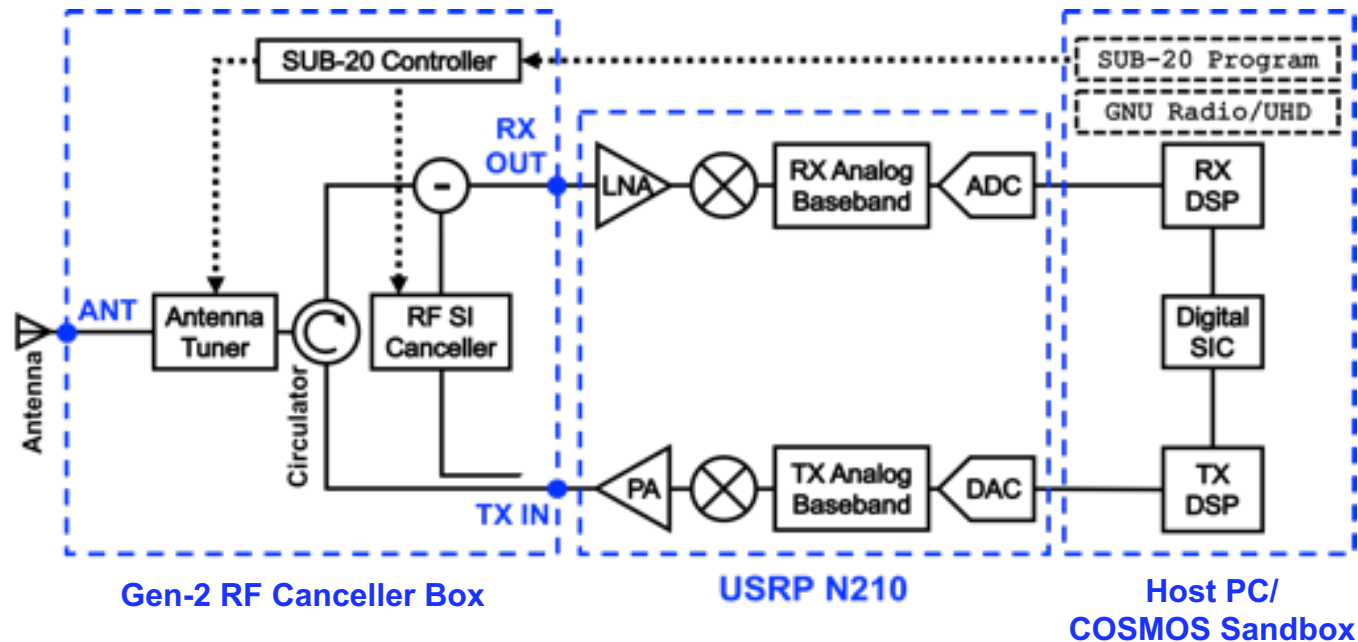 SUB-20 Controller
SUB-20 Program
GNU Radio/UHD
RX
OUT
LNA
RX Analog
Baseband
ADC
RX
DSP
-
ANT
Antenna
Tuner
RF SI
Canceller
Digital
SIC
Antenna
Circulator
TX IN
PA
TX Analog
Baseband
DAC
TX
DSP
Gen-2 RF Canceller Box
USRP N210
Host PC/
COSMOS Sandbox